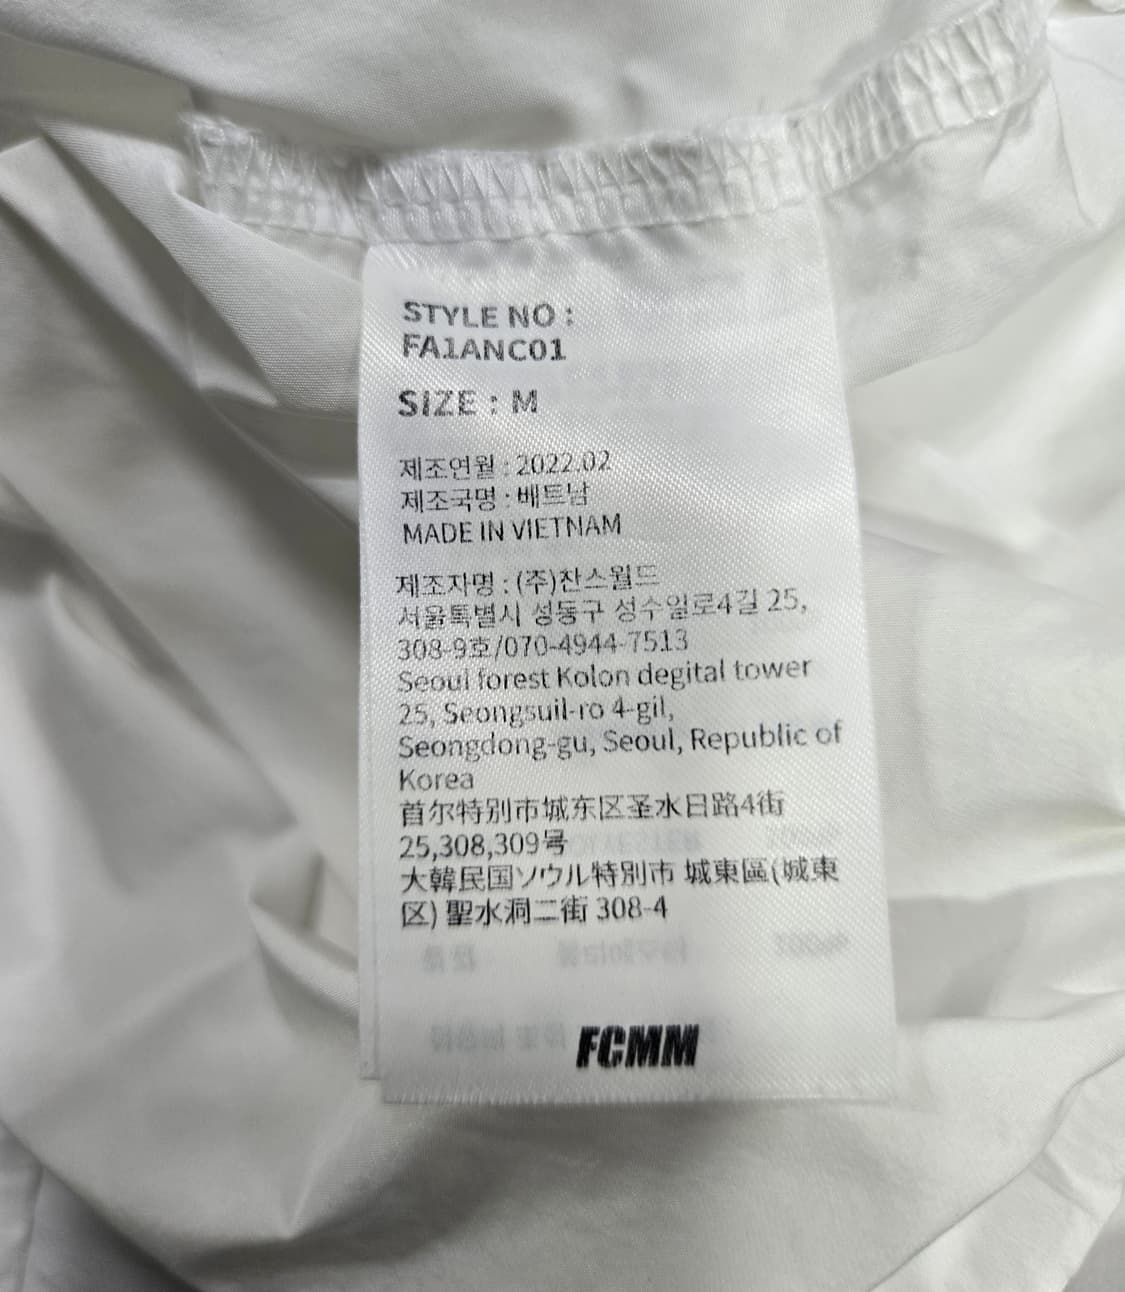 STYLE NO :
FA1ANC01
SIZE : M
제조연월 : 2022.02
제조국명 : 베트남
MADE IN VIETNAM
제조자명 : (주)찬스월드
서울특별시 성동구 성수일로4길 25,
308-9호/070-4944-7513
Seoul forest Kolon degital tower
25, Seongsuil-ro 4-gil,
Seongdong-gu, Seoul, Republic of
Korea
首尔特别市城东区圣水日路4街
25,308,309号
大韓民国ソウル特別市 城東區(城東
区) 聖水洞二街 308-4
FCMM